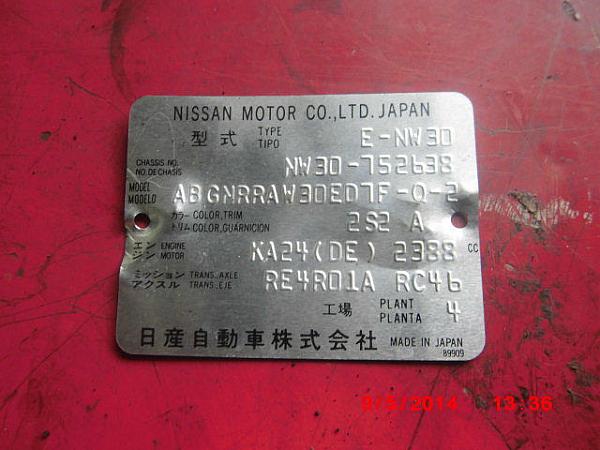 NISSAN MOTOR CO.,LTD.JAPAN
型式 TYPE TIPO E-NW30
CHASSIS NO. NO.DE CHASIS NW30-752638
MODEL MODELO ABGNRRAW30ED7F-Q-2
カラー COLOR,TRIM
トリム COLOR,GUARNICION 2S2 A
エンジン ENGINE MOTOR KA24(DE) 2388 CC
ミッション TRANS.,AXLE
アクスル TRANS.,EJE RE4R01A RC46
工場 PLANT PLANTA 4
日産自動車株式会社 MADE IN JAPAN
89909
9/5/2014 13:36